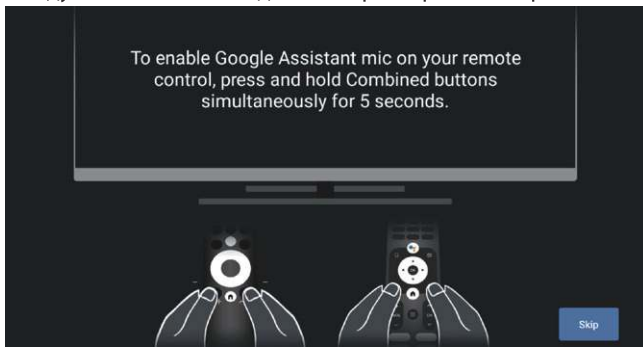 To enable Google Assistant mic on your remote
control, press and hold Combined buttons
simultaneously for 5 seconds.
Skip